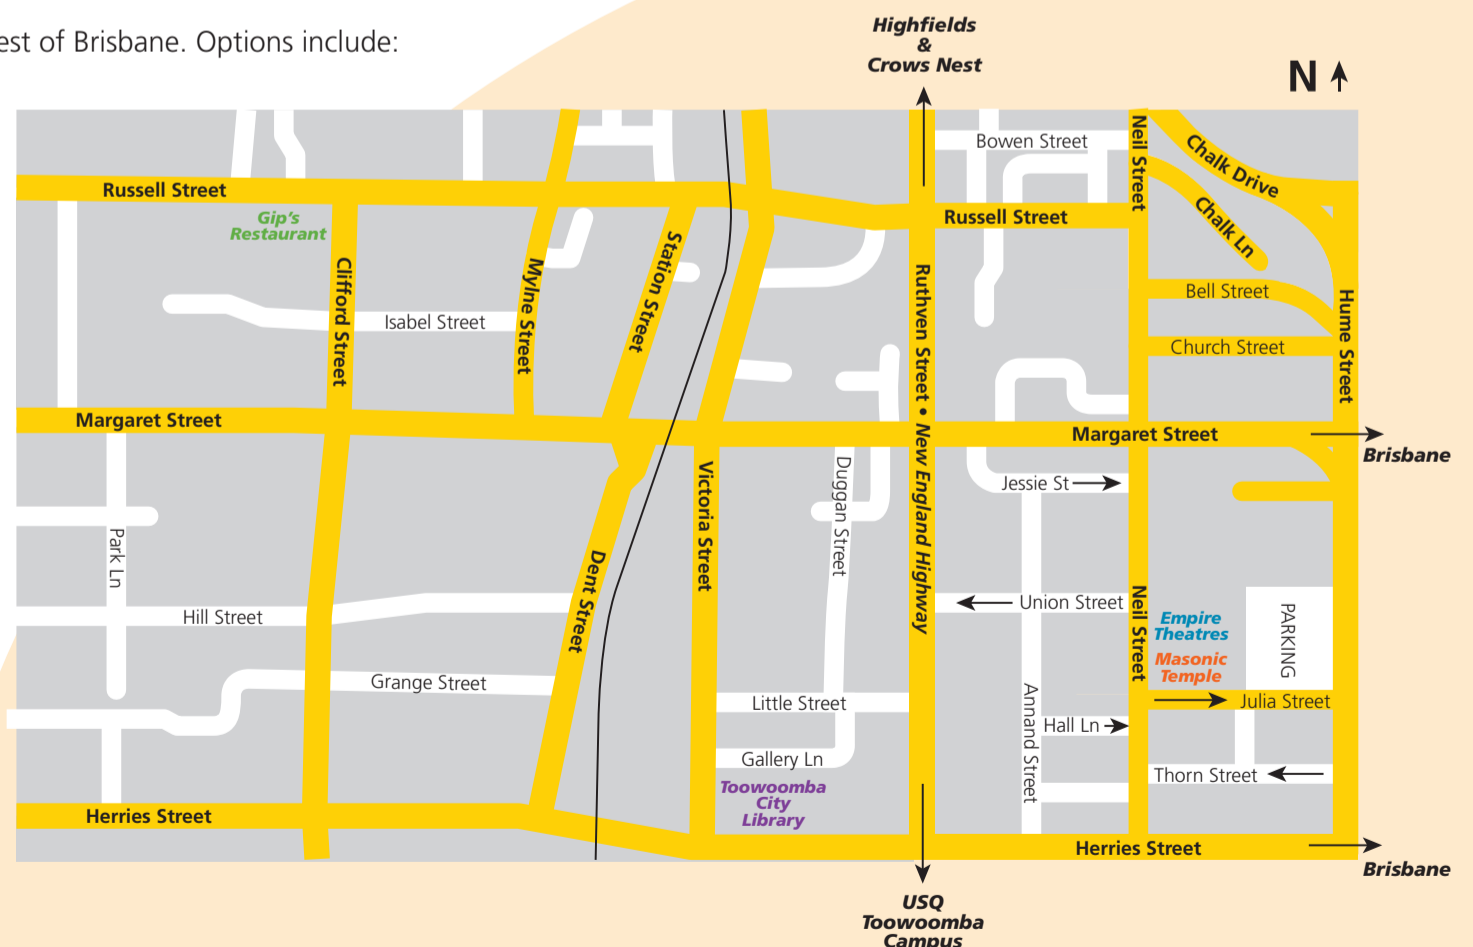 est of Brisbane. Options include:
Highfields
&
Crows Nest
N
Bowen Street
Neil Street
Chalk Drive
Russell Street
Russell Street
Gip's
Restaurant
Chalk Ln
Clifford Street
Mylne Street
Station Street
Ruthven Street • New England Highway
Isabel Street
Bell Street
Church Street
Hume Street
Margaret Street
Margaret Street
Brisbane
Victoria Street
Duggan Street
Jessie St
Park Ln
Dent Street
Hill Street
Union Street
Neil Street
Empire
Theatres
Masonic
Temple
PARKING
Grange Street
Little Street
Annand Street
Julia Street
Hall Ln
Gallery Ln
Thorn Street
Toowoomba
City
Library
Herries Street
Herries Street
Brisbane
USQ
Toowoomba
Campus